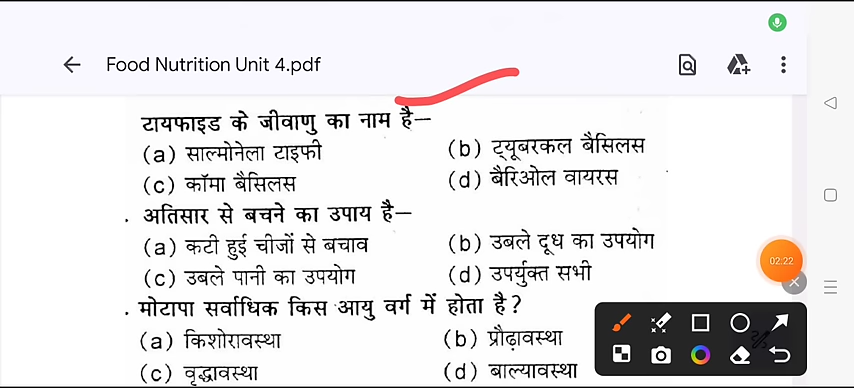 Food Nutrition Unit 4.pdf
टायफाइड के जीवाणु का नाम है—
(a) साल्मोनेला टाइफी (b) ट्यूबरकल बैसिलस
(c) कॉमा बैसिलस (d) बैरिओल वायरस
. अतिसार से बचने का उपाय है—
(a) कटी हुई चीजों से बचाव (b) उबले दूध का उपयोग
(c) उबले पानी का उपयोग (d) उपर्युक्त सभी
. मोटापा सर्वाधिक किस आयु वर्ग में होता है?
(a) किशोरावस्था (b) प्रौढ़ावस्था
(c) वृद्धावस्था (d) बाल्यावस्था
02:22